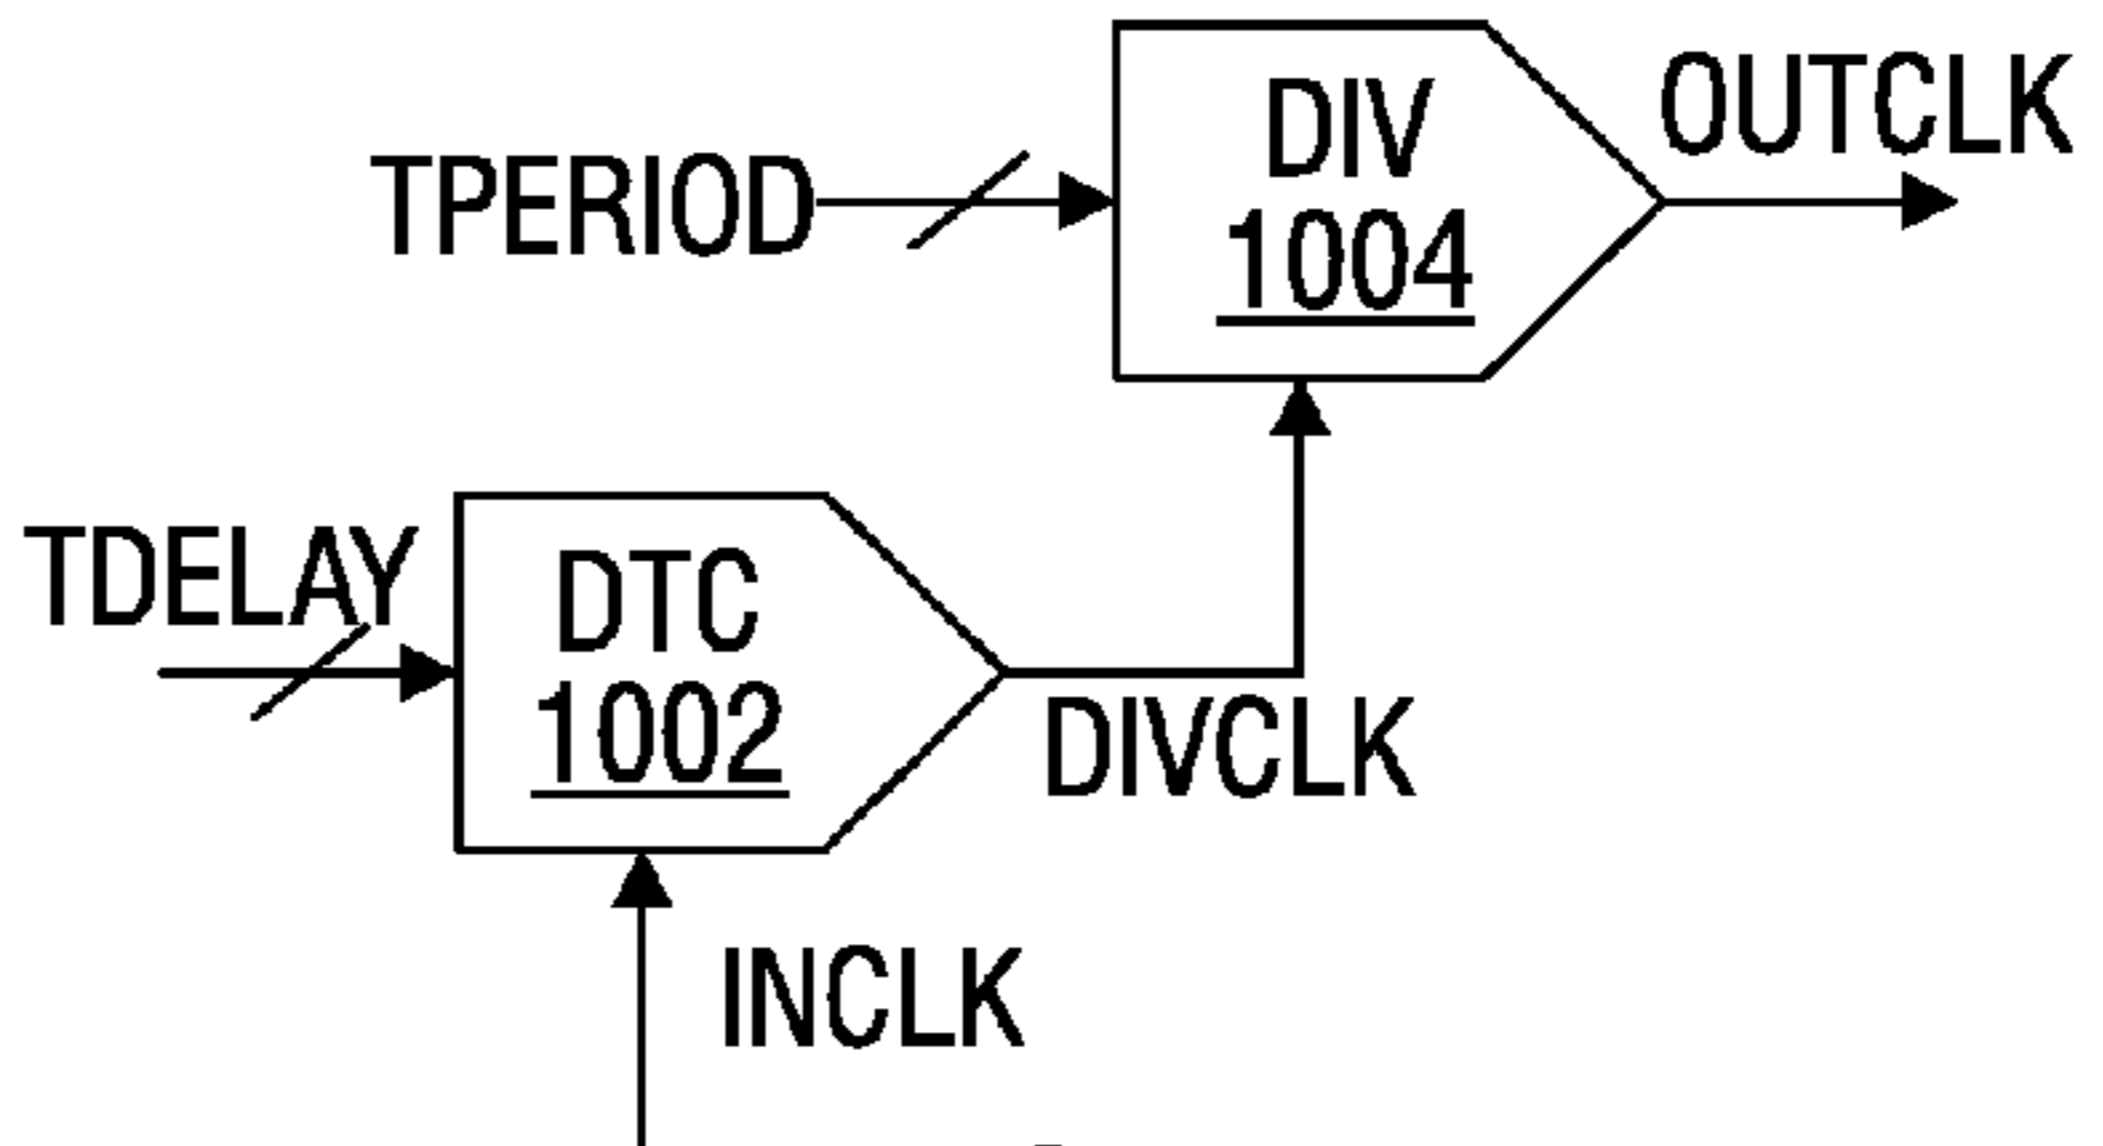 OUTCLK
DIV
1004
TPERIOD
TDELAY
DTC
1002
DIVCLK
INCLK